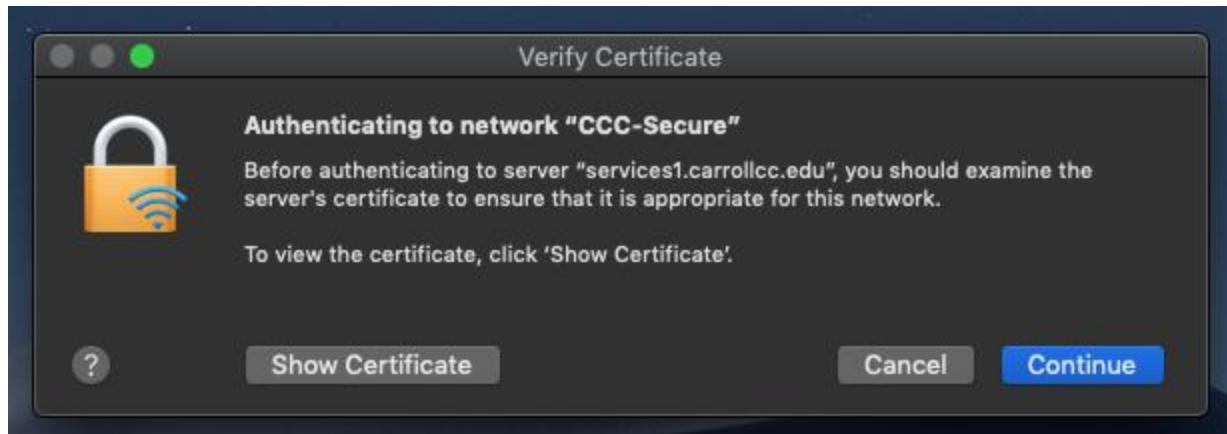 Verify Certificate
Authenticating to network “CCC-Secure”
Before authenticating to server “services1.carrollcc.edu”, you should examine the
server's certificate to ensure that it is appropriate for this network.
To view the certificate, click ‘Show Certificate’.
?
Show Certificate
Cancel
Continue